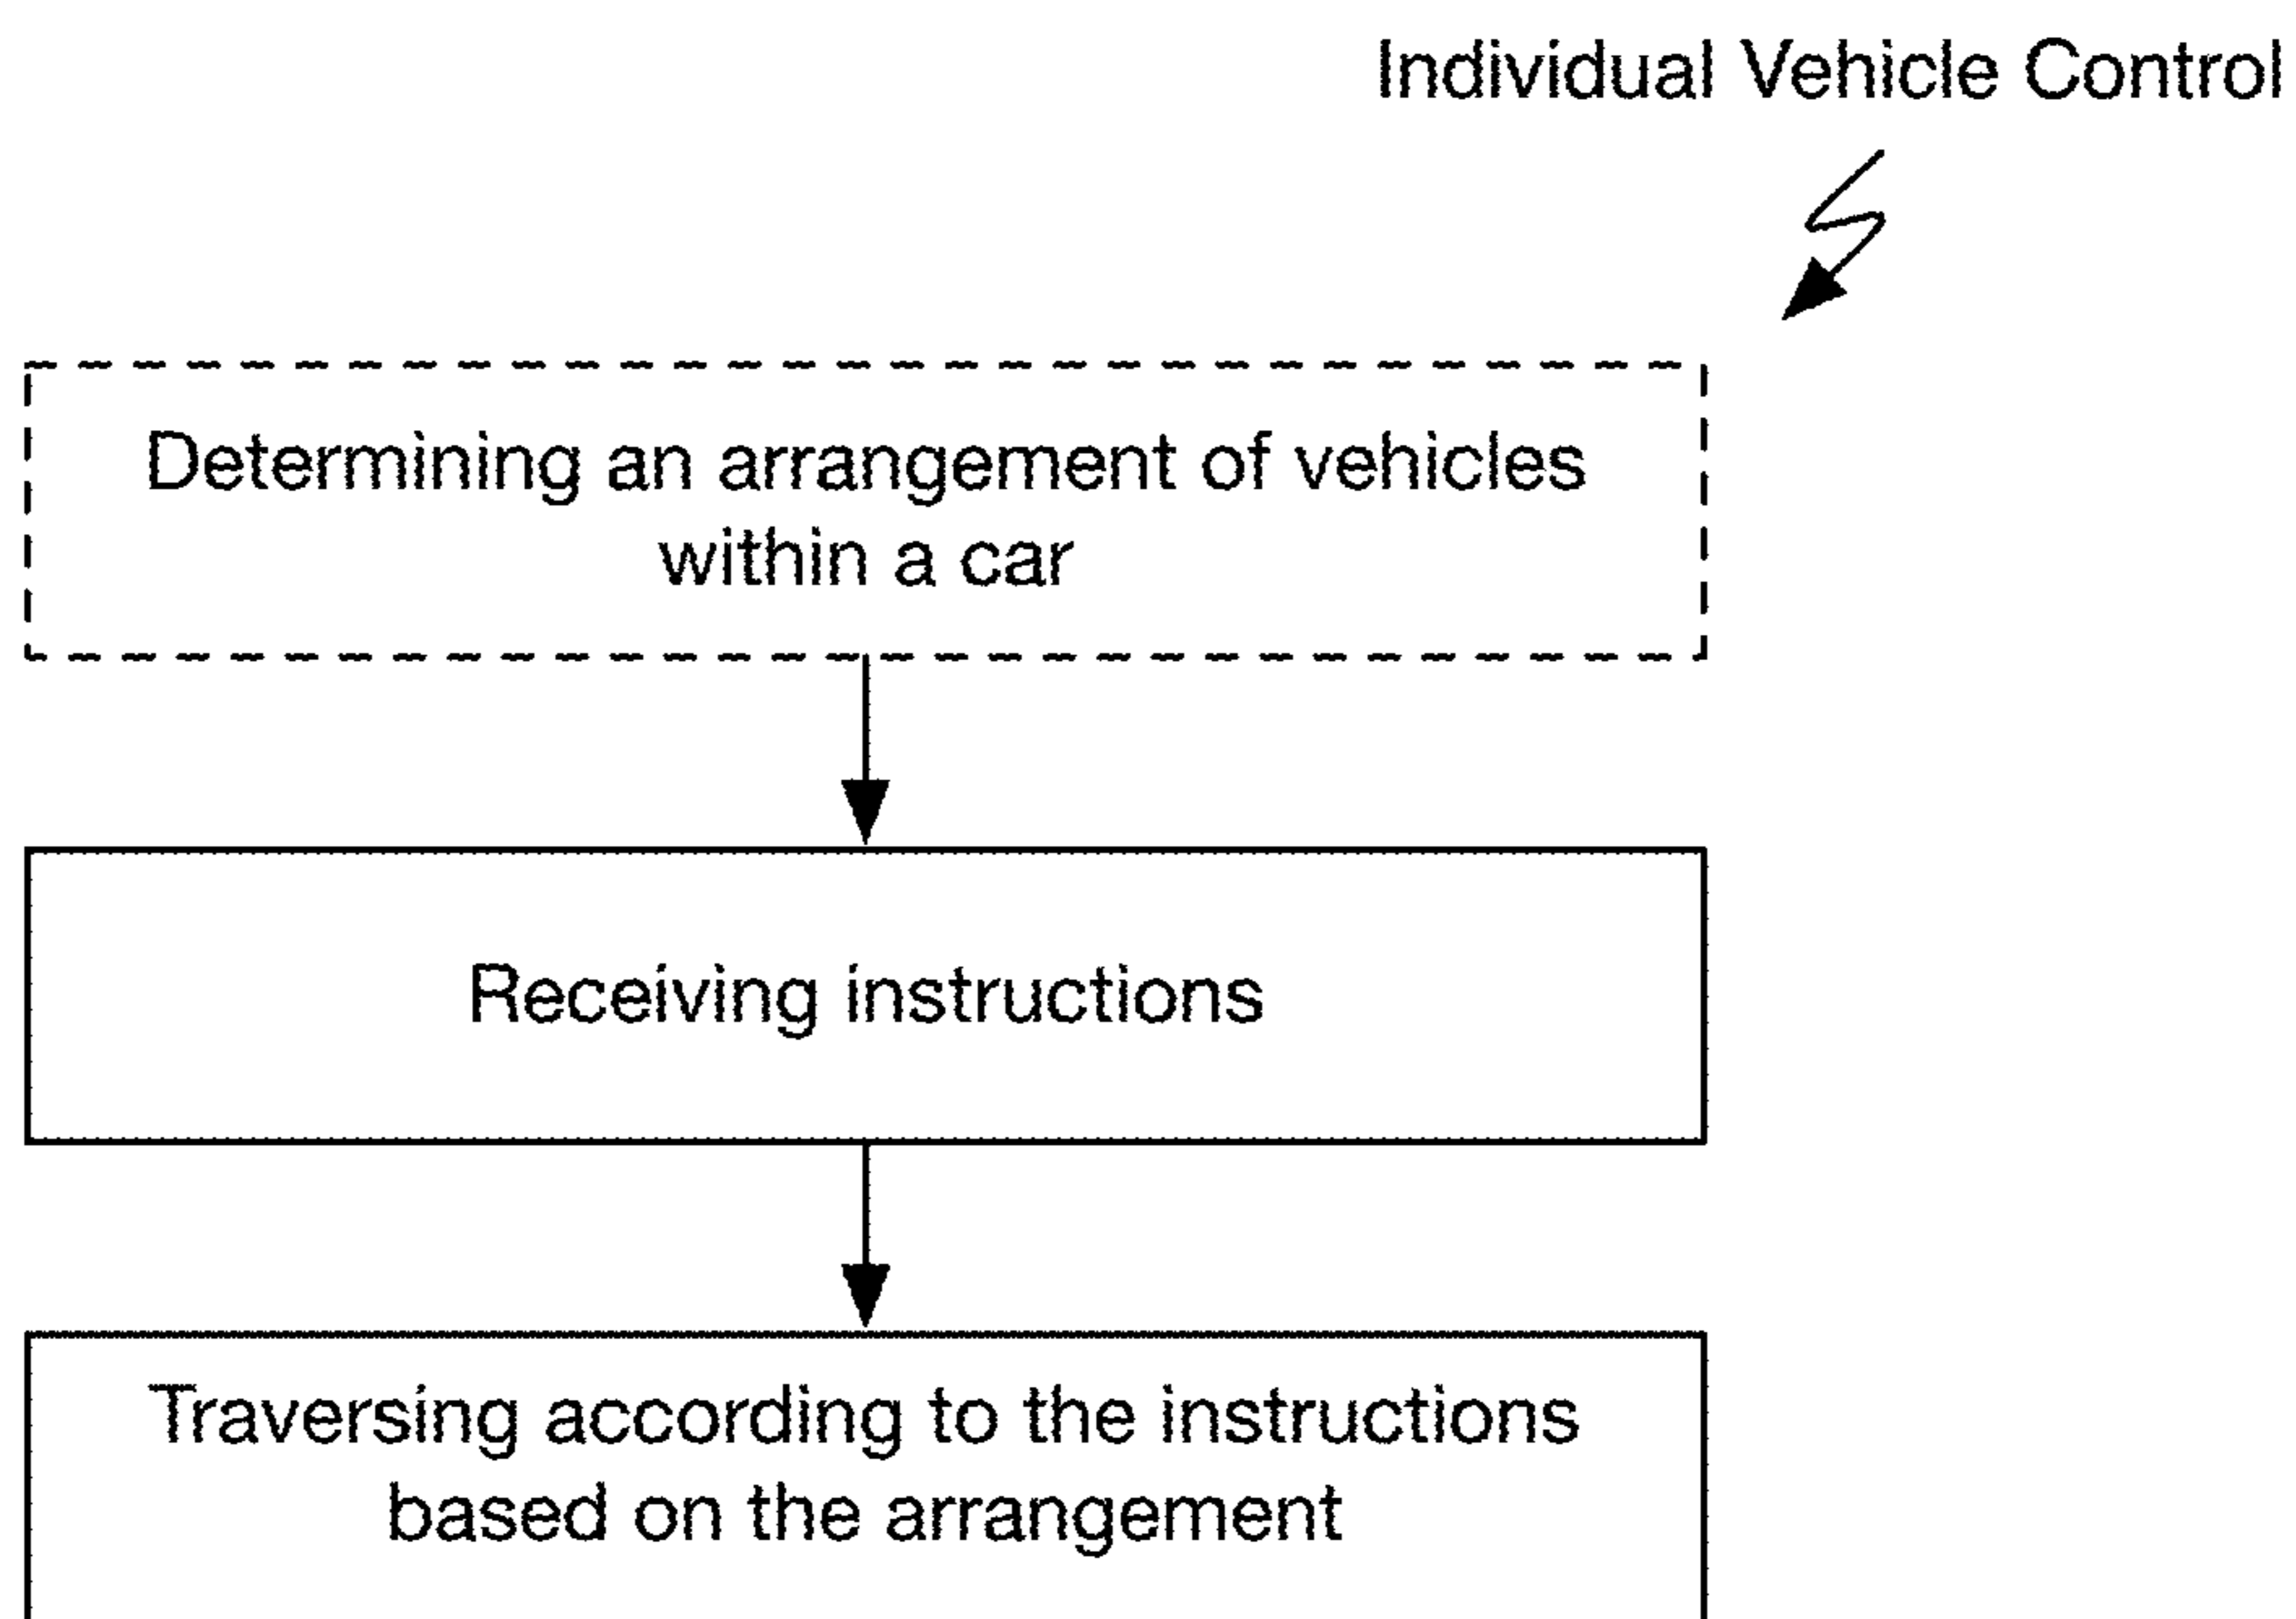 Individual Vehicle Control
Determining an arrangement of vehicles
within a car
Receiving instructions
Traversing according to the instructions
based on the arrangement